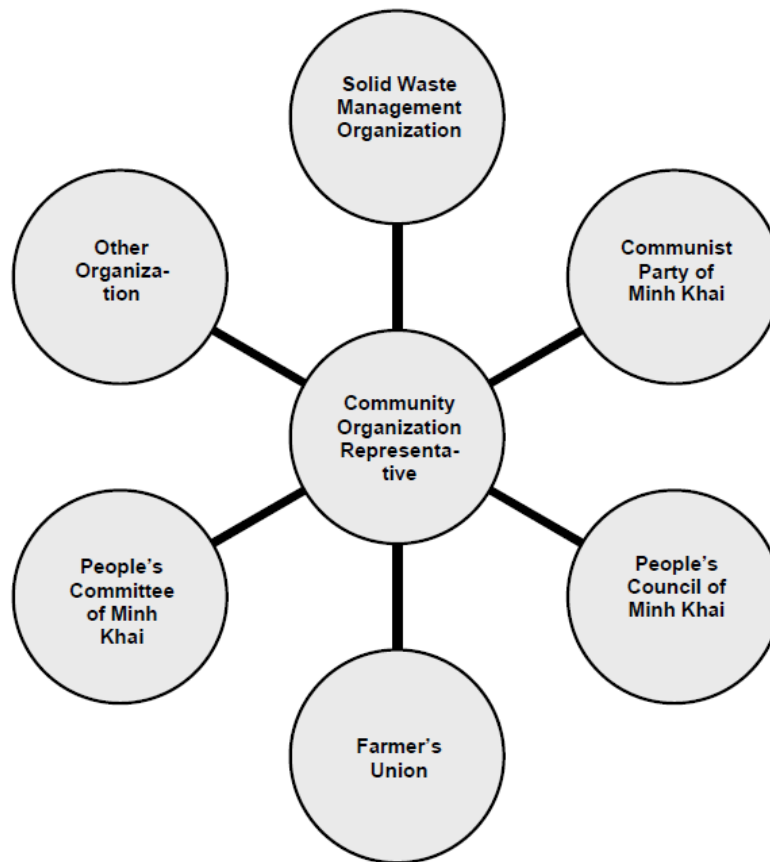 Solid Waste
Management
Organization
Other
Organiza-
tion
Communist
Party of
Minh Khai
Community
Organization
Representa-
tive
People’s
Committee
of Minh
Khai
People’s
Council of
Minh Khai
Farmer’s
Union